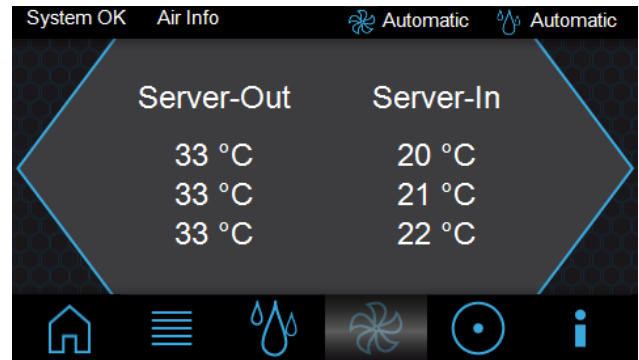 System OK Air Info Automatic Automatic
Server-Out Server-In
33 °C 20 °C
33 °C 21 °C
33 °C 22 °C